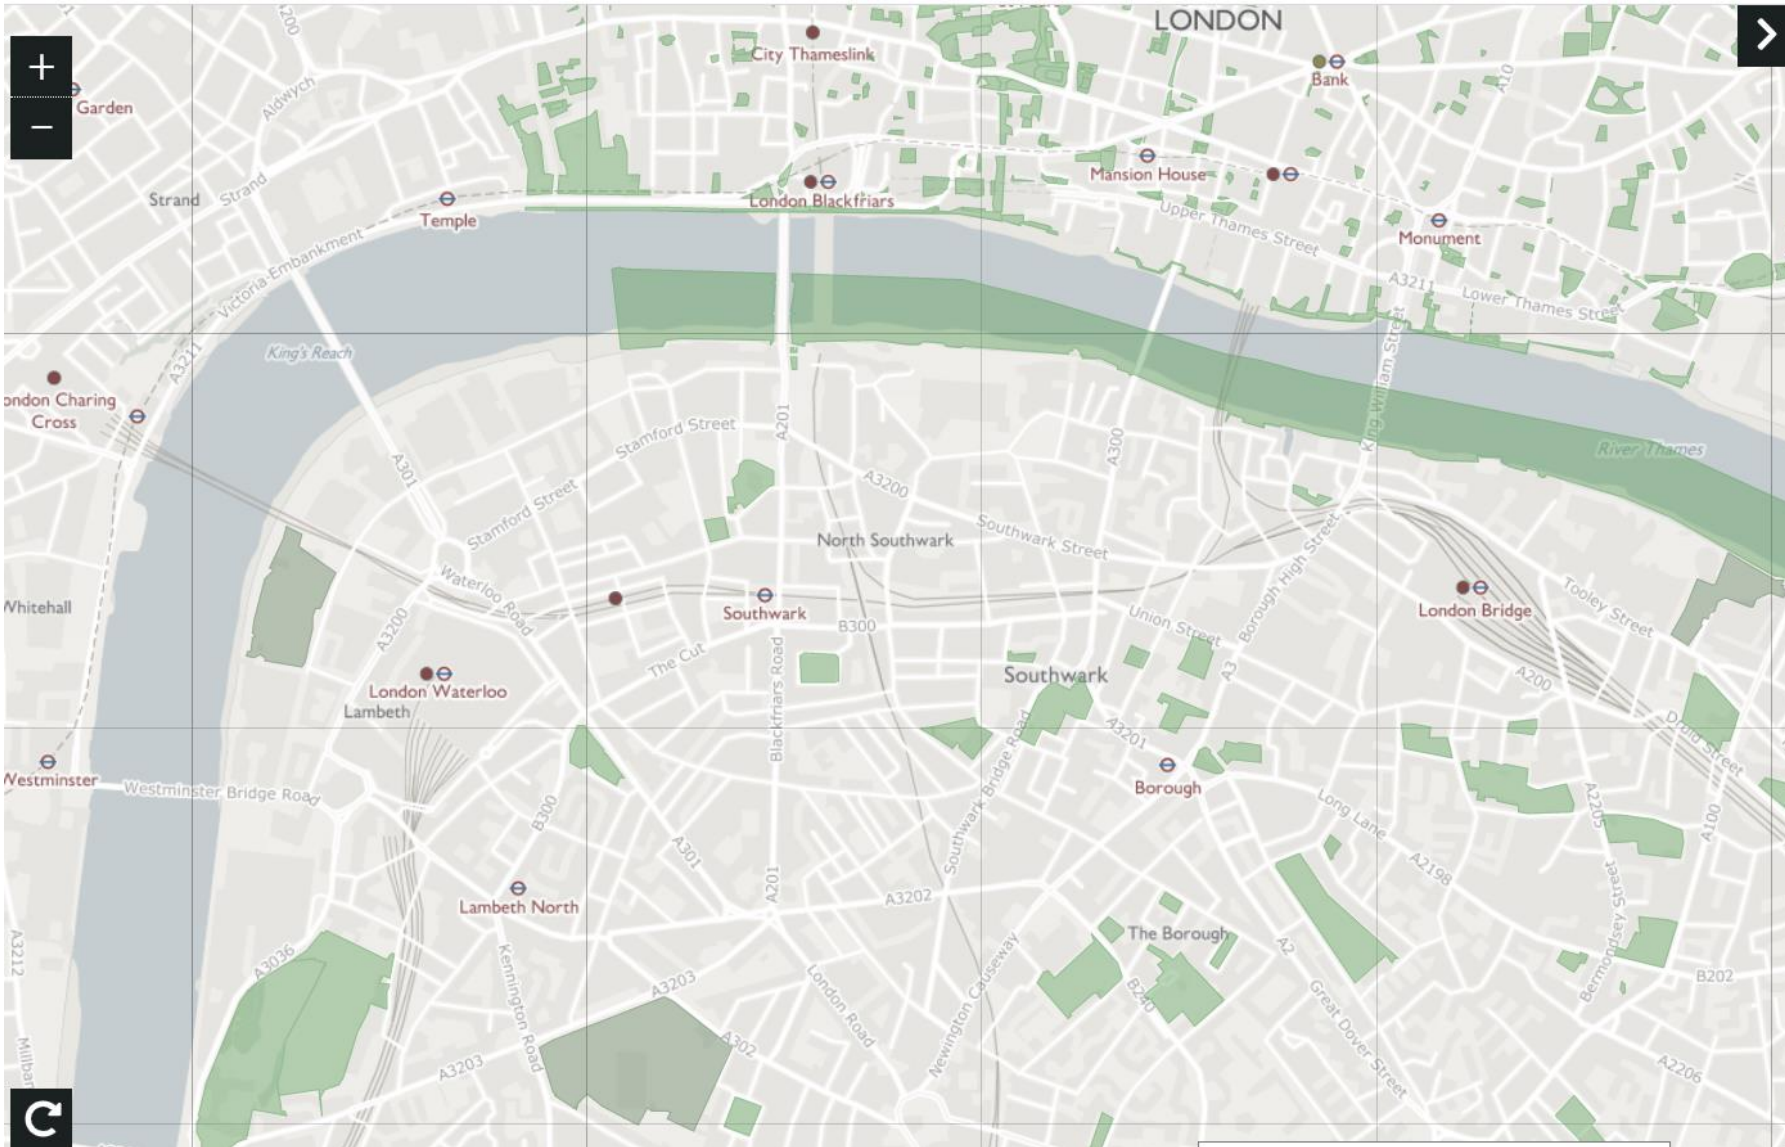 LONDON
A200
City Thameslink
Bank
A10
+
Garden
Aldwych
−
Mansion House
Strand
Strand
London Blackfriars
Temple
Upper Thames Street
Monument
Victoria Embankment
A3211
Lower Thames Street
King's Reach
A3211
King William Street
ondon Charing
Cross
A201
Stamford Street
A300
River Thames
A301
A3200
Stamford Street
Southwark Street
North Southwark
Borough High Street
Waterloo Road
Tooley Street
Whitehall
Southwark
London Bridge
A3200
B300
Union Street
The Cut
Blackfriars Road
A3
Southwark
A200
London Waterloo
Lambeth
Southwark Bridge Road
A3201
Druid Street
Westminster
Westminster Bridge Road
Borough
B300
Long Lane
A2205
A100
A301
A2198
A201
A3202
Lambeth North
Bermondsey Street
The Borough
A3212
A3036
Kennington Road
London Road
Newington Causeway
A2
B202
A3203
B240
Great Dover Street
A302
Millban
A3203
A2206